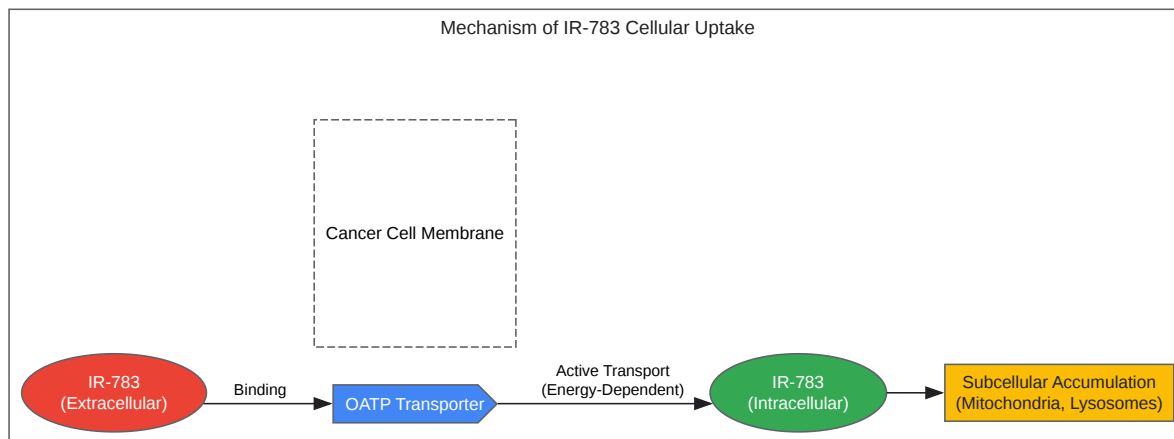 Mechanism of IR-783 Cellular Uptake
Cancer Cell Membrane
IR-783
(Extracellular)
Binding
OATP Transporter
Active Transport
(Energy-Dependent)
IR-783
(Intracellular)
Subcellular Accumulation
(Mitochondria, Lysosomes)